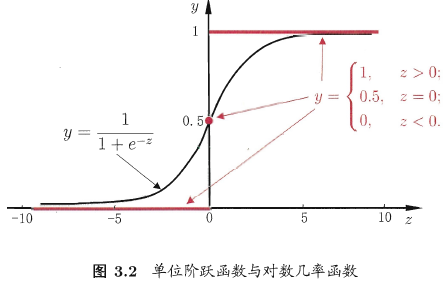 y
1
0.5
y = 1 / (1 + e^{-z})
y = { 1, z > 0;
0.5, z = 0;
0, z < 0.
-10 -5 0 5 10 z
图 3.2 单位阶跃函数与对数几率函数